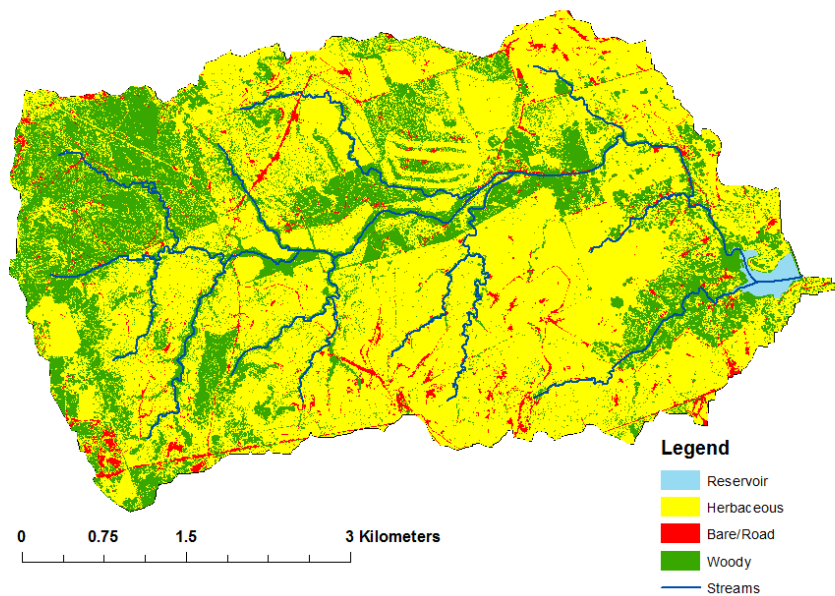 Legend
Reservoir
Herbaceous
Bare/Road
Woody
Streams
0 0.75 1.5 3 Kilometers